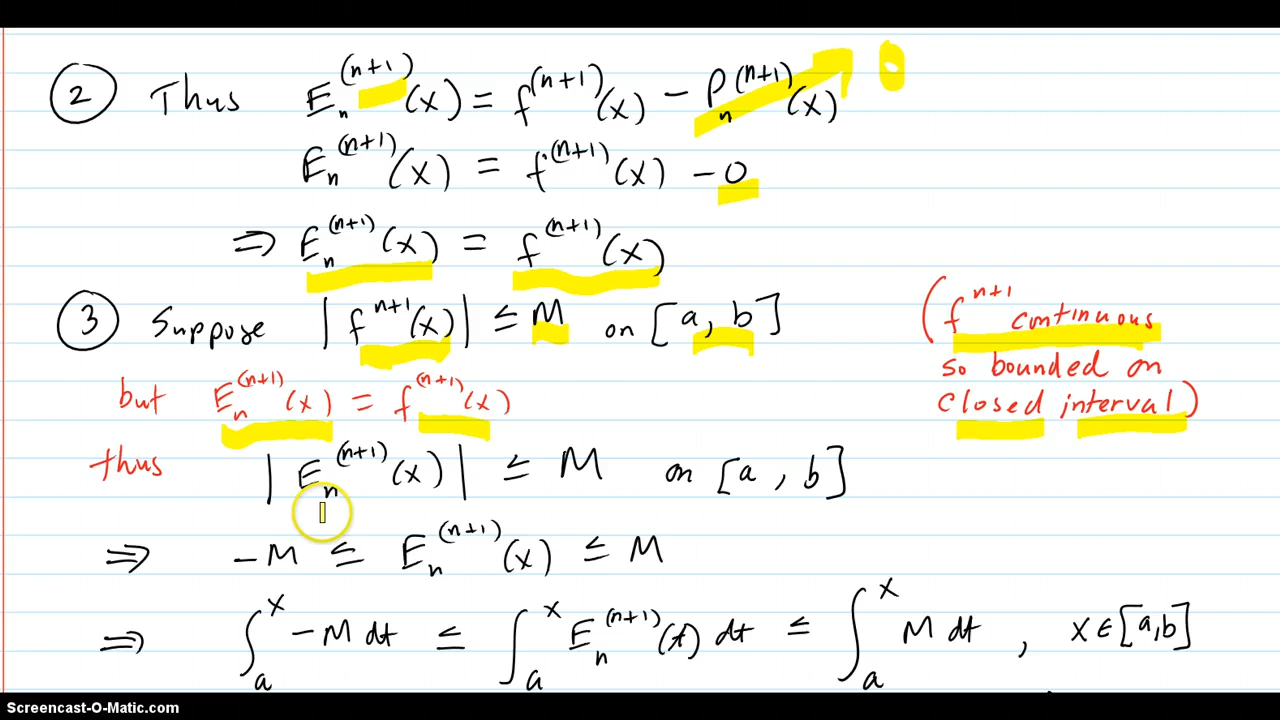 ② Thus E_n^(n+1)(x) = f^(n+1)(x) − P_n^(n+1)(x) 0
E_n^(n+1)(x) = f^(n+1)(x) − 0
⇒ E_n^(n+1)(x) = f^(n+1)(x)
③ Suppose |f^n+1(x)| ≤ M on [a, b]
(f^n+1 continuous
so bounded on
closed interval)
but E_n^(n+1)(x) = f^(n+1)(x)
thus |E_n^(n+1)(x)| ≤ M on [a, b]
⇒ −M ≤ E_n^(n+1)(x) ≤ M
⇒ ∫_a^x −M dt ≤ ∫_a^x E_n^(n+1)(t) dt ≤ ∫_a^x M dt , x ∈ [a,b]
Screencast-O-Matic.com